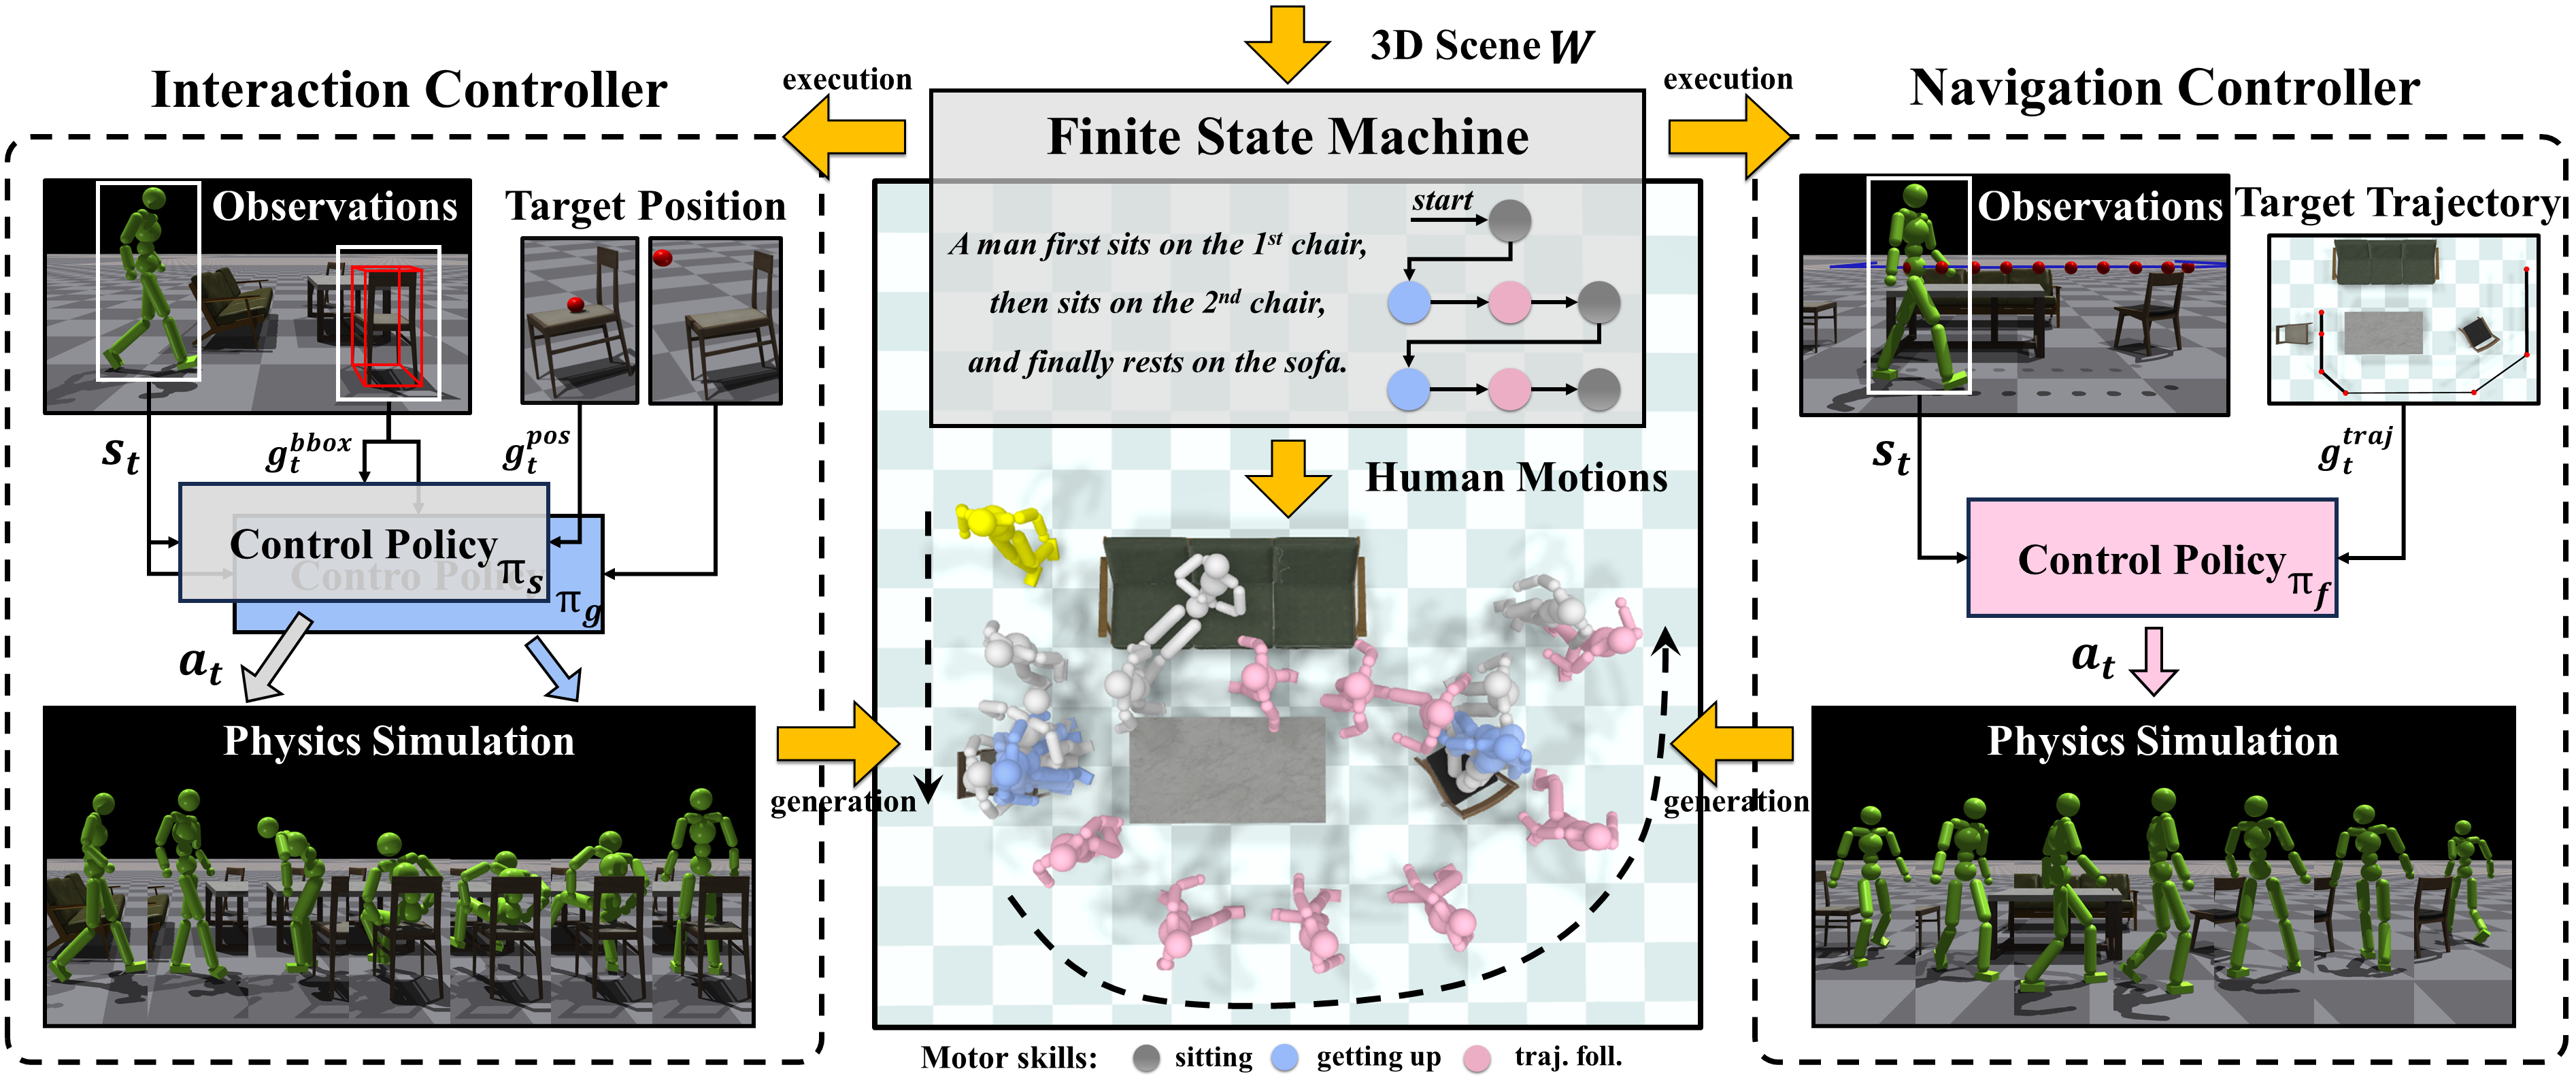 3D Scene W
Interaction Controller
execution
execution
Navigation Controller
Finite State Machine
Observations
Target Position
start
A man first sits on the 1st chair,
then sits on the 2nd chair,
and finally rests on the sofa.
Observations
Target Trajectory
s_t
g_t^{bbox}
g_t^{pos}
Control Policy π_s
Contro Policy
π_g
a_t
Physics Simulation
generation
Human Motions
s_t
g_t^{traj}
Control Policy π_f
a_t
Physics Simulation
generation
Motor skills: sitting getting up traj. foll.